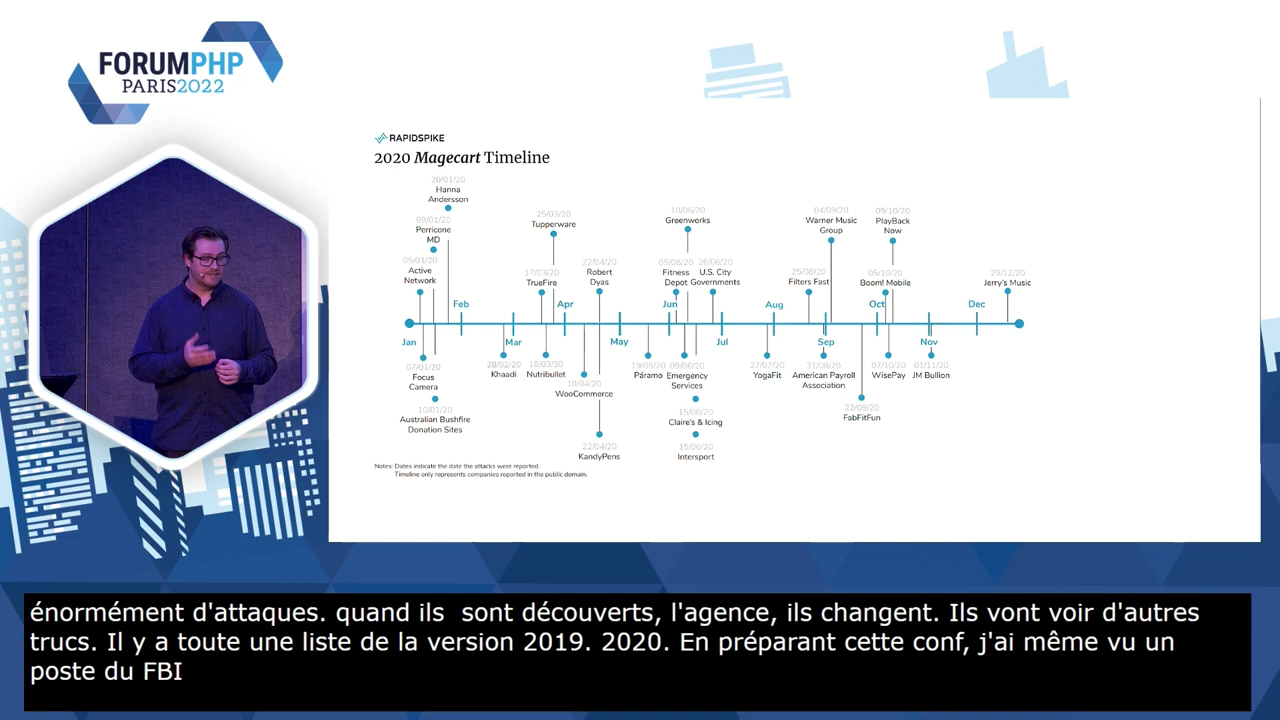 FORUMPHP
PARIS2022
RAPIDSPIKE
2020 Magecart Timeline
20/01/20
Hanna
Andersson
09/01/20
Perricone
MD
05/01/20
Active
Network
25/03/20
Tupperware
17/03/20
TrueFire
22/04/20
Robert
Dyas
10/06/20
Greenworks
05/06/20
Fitness
Depot
26/06/20
U.S. City
Governments
04/09/20
Warner Music
Group
25/08/20
Filters Fast
09/10/20
PlayBack
Now
05/10/20
Boom! Mobile
29/12/20
Jerry's Music
Feb
Apr
Jun
Aug
Oct
Dec
Jan
Mar
May
Jul
Sep
Nov
07/01/20
Focus
Camera
10/01/20
Australian Bushfire
Donation Sites
28/02/20
Khaadi
18/03/20
Nutribullet
10/04/20
WooCommerce
22/04/20
KandyPens
19/05/20
Páramo
09/06/20
Emergency
Services
15/06/20
Claire's & Icing
15/06/20
Intersport
27/07/20
YogaFit
31/08/20
American Payroll
Association
22/09/20
FabFitFun
07/10/20
WisePay
01/11/20
JM Bullion
Notes: Dates indicate the date the attacks were reported.
Timeline only represents companies reported in the public domain.
énormément d'attaques. quand ils  sont découverts, l'agence, ils changent. Ils vont voir d'autres
trucs. Il y a toute une liste de la version 2019. 2020. En préparant cette conf, j'ai même vu un
poste du FBI